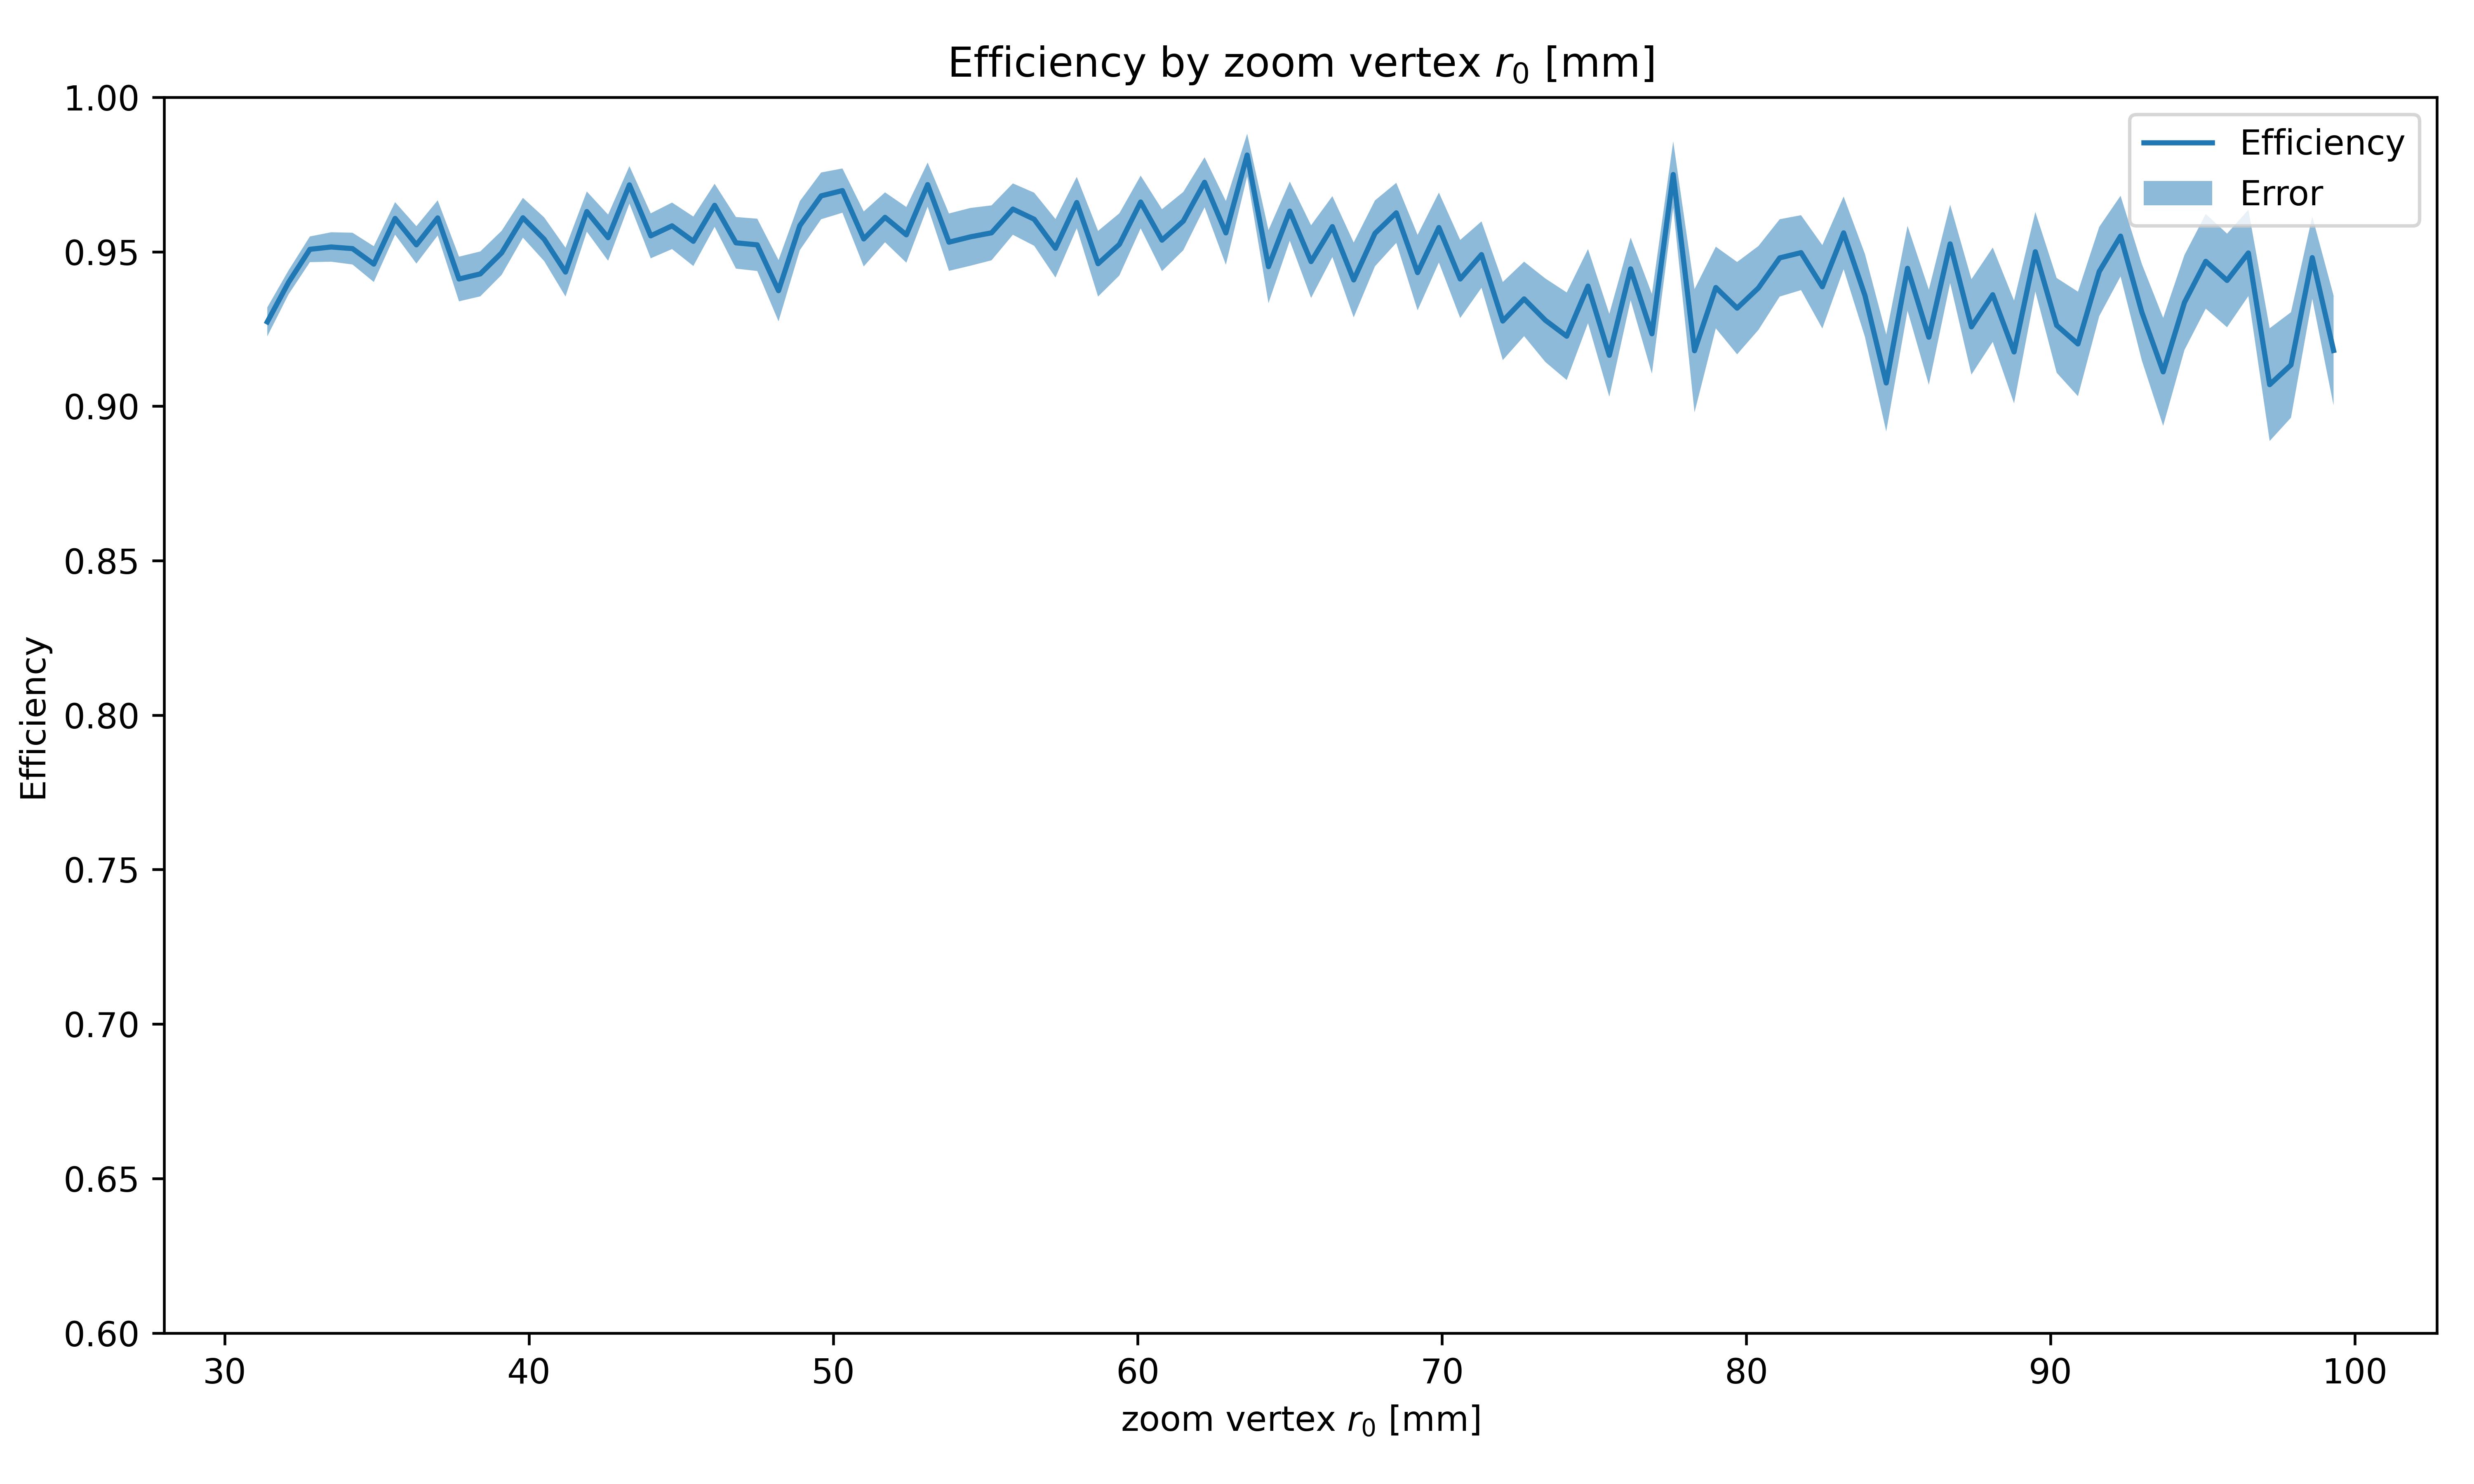 Efficiency by zoom vertex r₀ [mm]
Efficiency
Error
1.00
0.95
0.90
0.85
0.80
0.75
0.70
0.65
0.60
Efficiency
30 40 50 60 70 80 90 100
zoom vertex r₀ [mm]